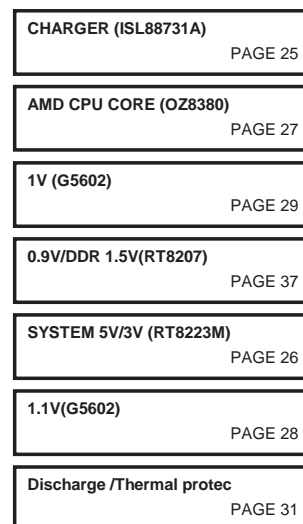 CHARGER (ISL88731A)
PAGE 25
AMD CPU CORE (OZ8380)
PAGE 27
1V (G5602)
PAGE 29
0.9V/DDR 1.5V(RT8207)
PAGE 37
SYSTEM 5V/3V (RT8223M)
PAGE 26
1.1V(G5602)
PAGE 28
Discharge /Thermal protec
PAGE 31